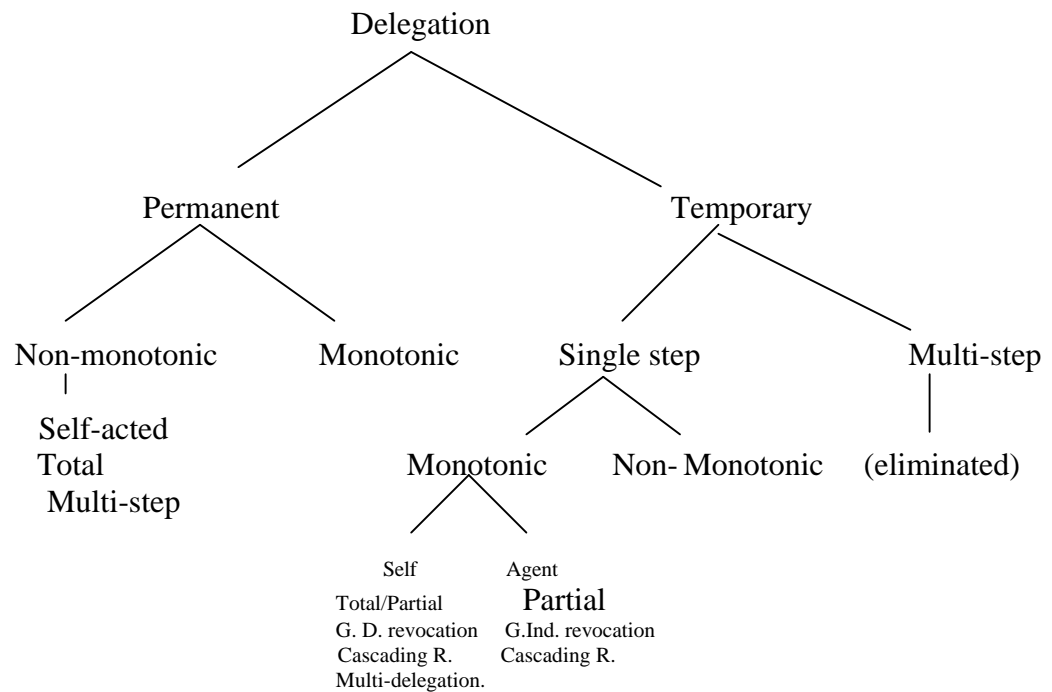 Delegation
Permanent
Temporary
Non-monotonic
Monotonic
Single step
Multi-step
Self-acted
Total
Multi-step
Monotonic
Non- Monotonic
(eliminated)
Self
Total/Partial
G. D. revocation
Cascading R.
Multi-delegation.
Agent
Partial
G.Ind. revocation
Cascading R.